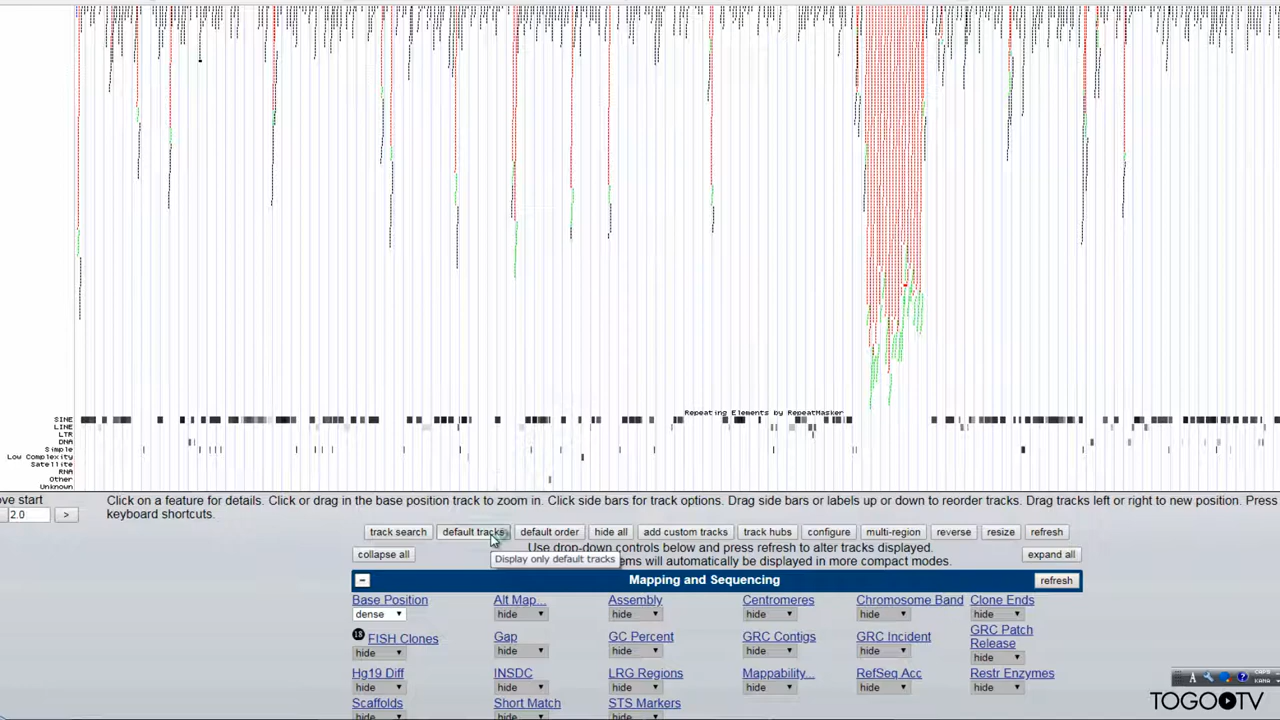 Repeating Elements by RepeatMasker
SINE
LINE
LTR
DNA
Simple
Low Complexity
Satellite
RNA
Other
Unknown
ove start
Click on a feature for details. Click or drag in the base position track to zoom in. Click side bars for track options. Drag side bars or labels up or down to reorder tracks. Drag tracks left or right to new position. Press
2.0 >
keyboard shortcuts.
track search default tracks default order hide all add custom tracks track hubs configure multi-region reverse resize refresh
collapse all Use drop-down controls below and press refresh to alter tracks displayed. expand all
Display only default tracks ems will automatically be displayed in more compact modes.
- Mapping and Sequencing refresh
Base Position Alt Map... Assembly Centromeres Chromosome Band Clone Ends
dense hide hide hide hide hide
18 FISH Clones Gap GC Percent GRC Contigs GRC Incident GRC Patch
Release
hide hide hide hide hide hide
Hg19 Diff INSDC LRG Regions Mappability... RefSeq Acc Restr Enzymes
hide hide hide hide hide hide
Scaffolds Short Match STS Markers
hide hide hide
A
KANA
TOGOTV